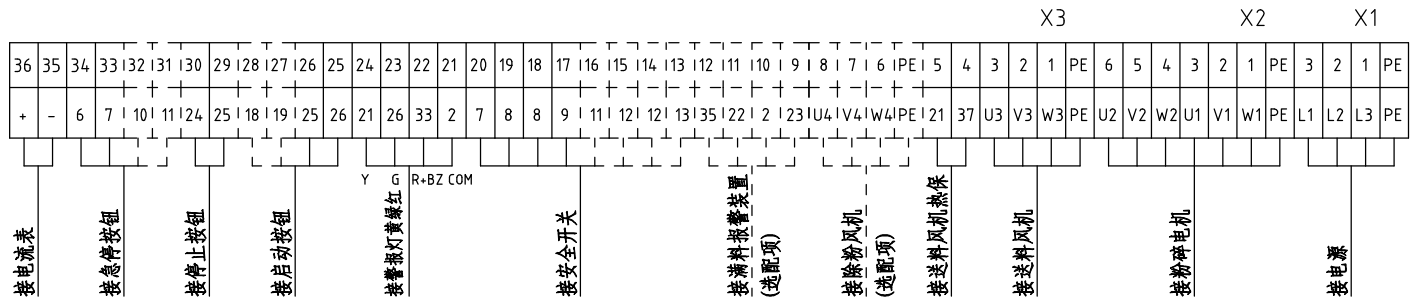 X3 X2 X1
36 35 34 33 32 31 30 29 28 27 26 25 24 23 22 21 20 19 18 17 16 15 14 13 12 11 10 9 8 7 6 PE 5 4 3 2 1 PE 6 5 4 3 2 1 PE 3 2 1 PE
+ - 6 7 10 11 24 25 18 19 25 26 21 26 33 2 7 8 8 9 11 12 12 13 35 22 2 23 U4 V4 W4 PE 21 37 U3 V3 W3 PE U2 V2 W2 U1 V1 W1 PE L1 L2 L3 PE
Y G R+BZ COM
接电流表
接急停按钮
接停止按钮
接启动按钮
接警报灯黄绿红
接安全开关
接满料报警装置
(选配项)
接除粉风机
(选配项)
接送料风机热保
接送料风机
接粉碎电机
接电源